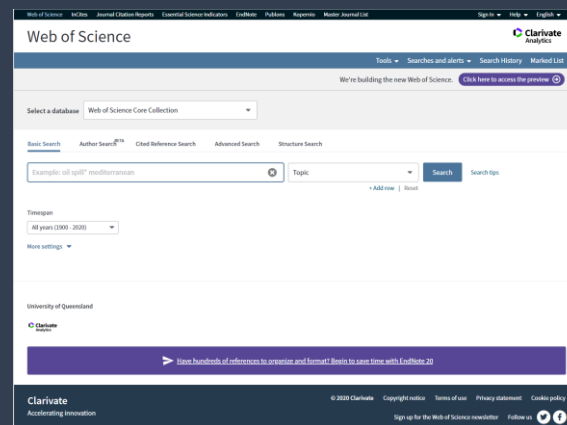 Web of Science InCites Journal Citation Reports Essential Science Indicators EndNote Publons Kopernio Master Journal List Sign In Help English
Web of Science
Clarivate Analytics
Tools Searches and alerts Search History Marked List
We're building the new Web of Science. Click here to access the preview
Select a database Web of Science Core Collection
Basic Search Author Search BETA Cited Reference Search Advanced Search Structure Search
Example: oil spill* mediterranean Topic Search Search tips
+ Add row | Reset
Timespan
All years (1900 - 2020)
More settings
University of Queensland
Clarivate Analytics
Have hundreds of references to organize and format? Begin to save time with EndNote 20
Clarivate © 2020 Clarivate Copyright notice Terms of use Privacy statement Cookie policy
Accelerating innovation
Sign up for the Web of Science newsletter Follow us